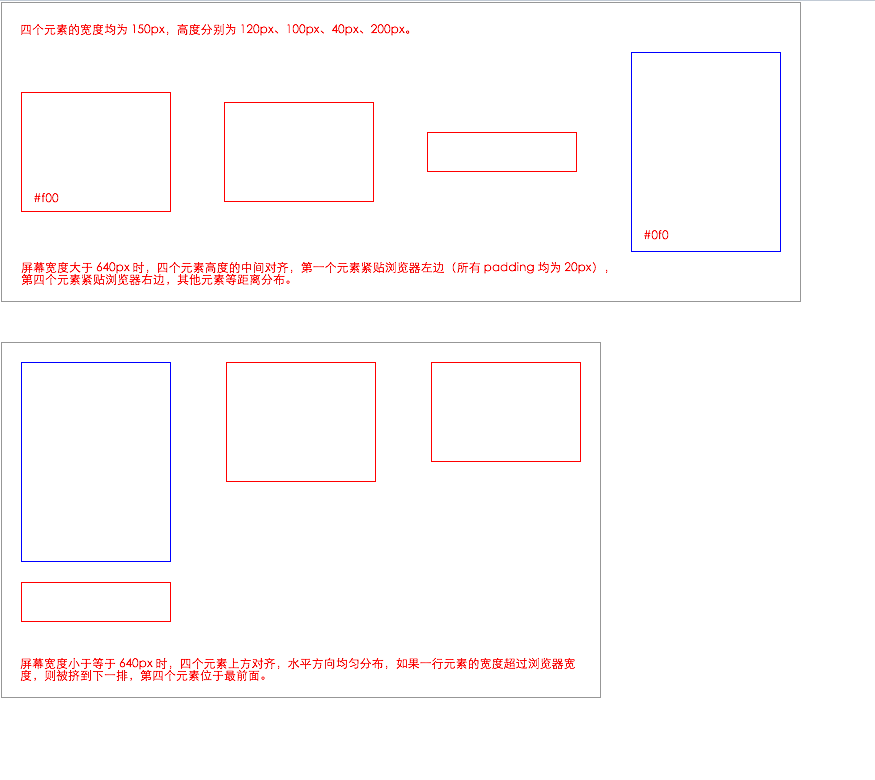 四个元素的宽度均为 150px，高度分别为 120px、100px、40px、200px。
#f00
#0f0
屏幕宽度大于 640px 时，四个元素高度的中间对齐，第一个元素紧贴浏览器左边（所有 padding 均为 20px），
第四个元素紧贴浏览器右边，其他元素等距离分布。
屏幕宽度小于等于 640px 时，四个元素上方对齐，水平方向均匀分布，如果一行元素的宽度超过浏览器宽
度，则被挤到下一排，第四个元素位于最前面。